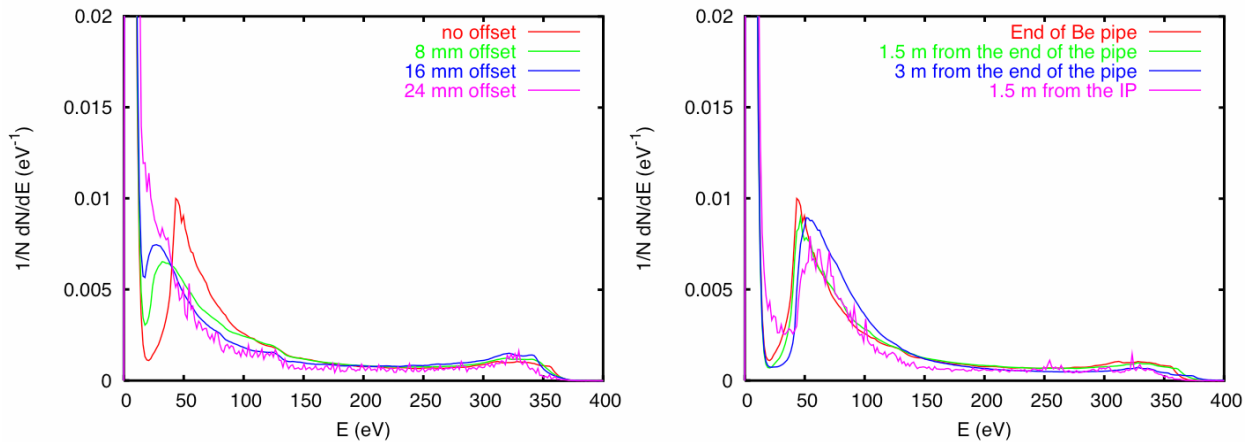 0.02
0.015
0.01
0.005
0
0 50 100 150 200 250 300 350 400
1/N dN/dE (eV⁻¹)
E (eV)
no offset
8 mm offset
16 mm offset
24 mm offset
0.02
0.015
0.01
0.005
0
0 50 100 150 200 250 300 350 400
1/N dN/dE (eV⁻¹)
E (eV)
End of Be pipe
1.5 m from the end of the pipe
3 m from the end of the pipe
1.5 m from the IP